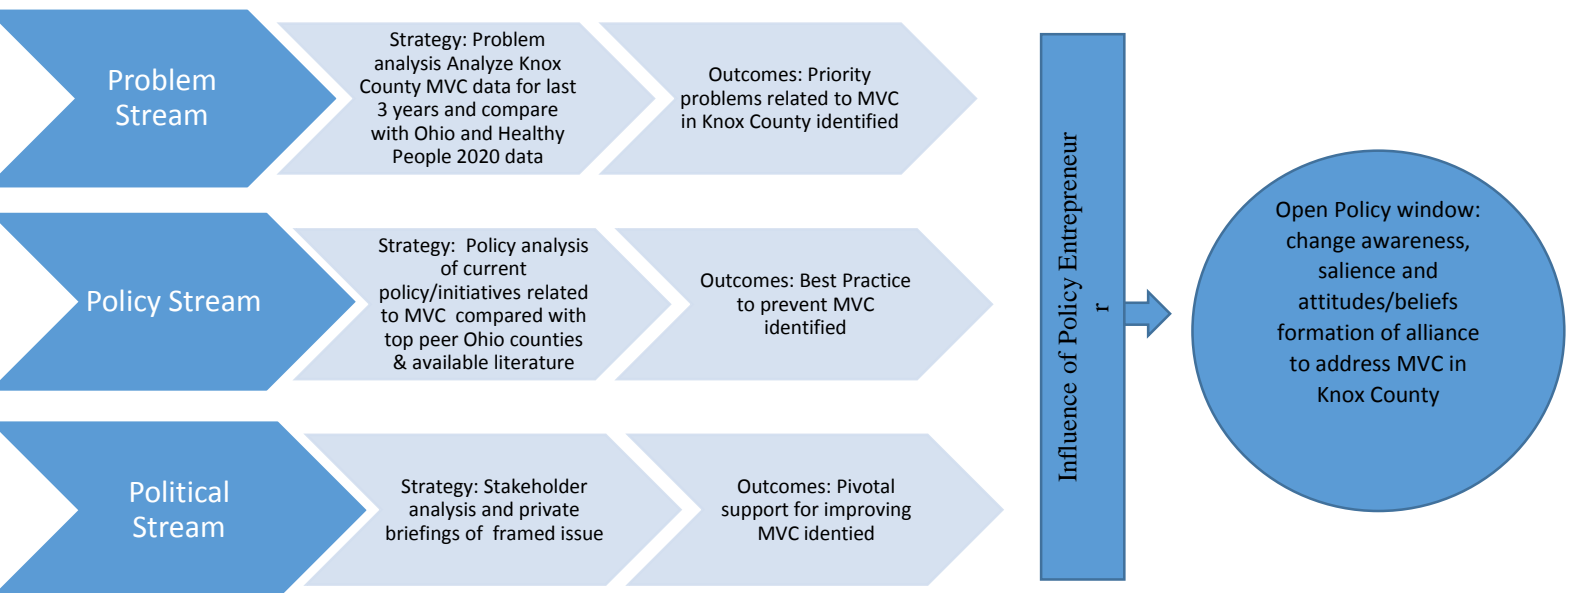 Problem
Stream
Strategy: Problem
analysis Analyze Knox
County MVC data for last
3 years and compare
with Ohio and Healthy
People 2020 data
Outcomes: Priority
problems related to MVC
in Knox County identified
Policy Stream
Strategy: Policy analysis
of current
policy/initiatives related
to MVC compared with
top peer Ohio counties
& available literature
Outcomes: Best Practice
to prevent MVC
identified
Political
Stream
Strategy: Stakeholder
analysis and private
briefings of framed issue
Outcomes: Pivotal
support for improving
MVC identied
Influence of Policy Entrepreneur
r
Open Policy window:
change awareness,
salience and
attitudes/beliefs
formation of alliance
to address MVC in
Knox County